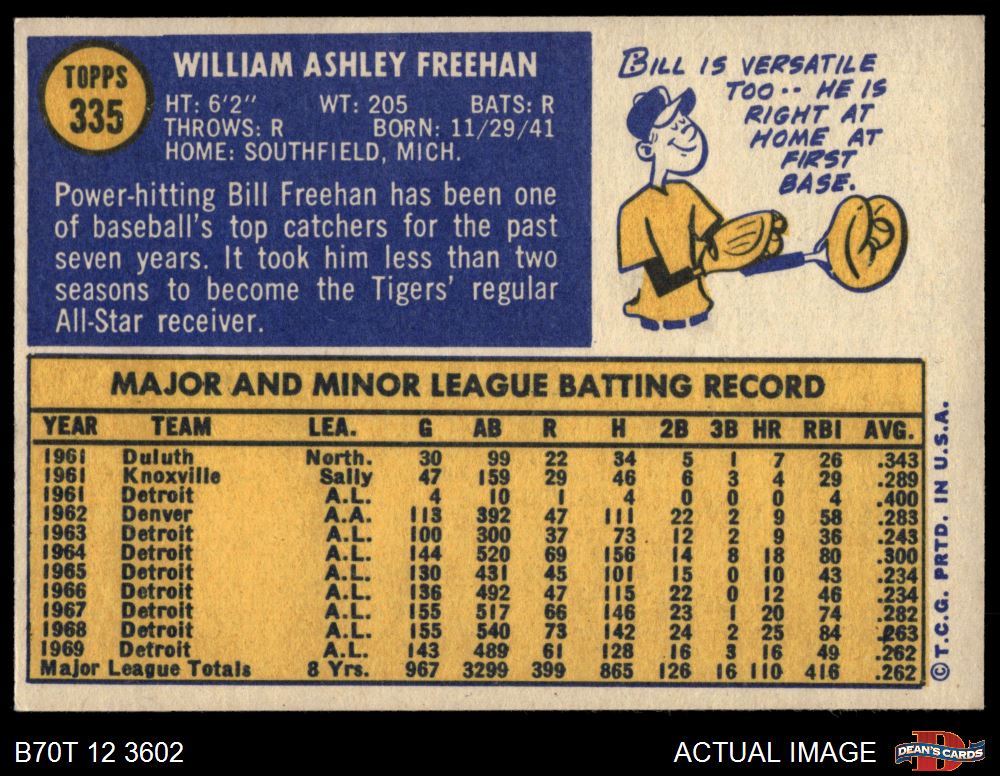 TOPPS
335
WILLIAM ASHLEY FREEHAN
HT: 6'2" WT: 205 BATS: R
THROWS: R BORN: 11/29/41
HOME: SOUTHFIELD, MICH.
Power-hitting Bill Freehan has been one
of baseball's top catchers for the past
seven years. It took him less than two
seasons to become the Tigers' regular
All-Star receiver.
BILL IS VERSATILE
TOO-- HE IS
RIGHT AT
HOME AT
FIRST
BASE.
MAJOR AND MINOR LEAGUE BATTING RECORD
YEAR TEAM LEA. G AB R H 2B 3B HR RBI AVG.
1961 Duluth North. 30 99 22 34 5 1 7 26 .343
1961 Knoxville Sally 47 159 29 46 6 3 4 29 .289
1961 Detroit A.L. 4 10 1 4 0 0 0 4 .400
1962 Denver A.A. 113 392 47 111 22 2 9 58 .283
1963 Detroit A.L. 100 300 37 73 12 2 9 36 .243
1964 Detroit A.L. 144 520 69 156 14 8 18 80 .300
1965 Detroit A.L. 130 431 45 101 15 0 10 43 .234
1966 Detroit A.L. 136 492 47 115 22 0 12 46 .234
1967 Detroit A.L. 155 517 66 146 23 1 20 74 .282
1968 Detroit A.L. 155 540 73 142 24 2 25 84 .263
1969 Detroit A.L. 143 489 61 128 16 3 16 49 .262
Major League Totals 8 Yrs. 967 3299 399 865 126 16 110 416 .262
© T.C.G. PRTD. IN U.S.A.
B70T 12 3602
ACTUAL IMAGE
D
DEAN'S CARDS